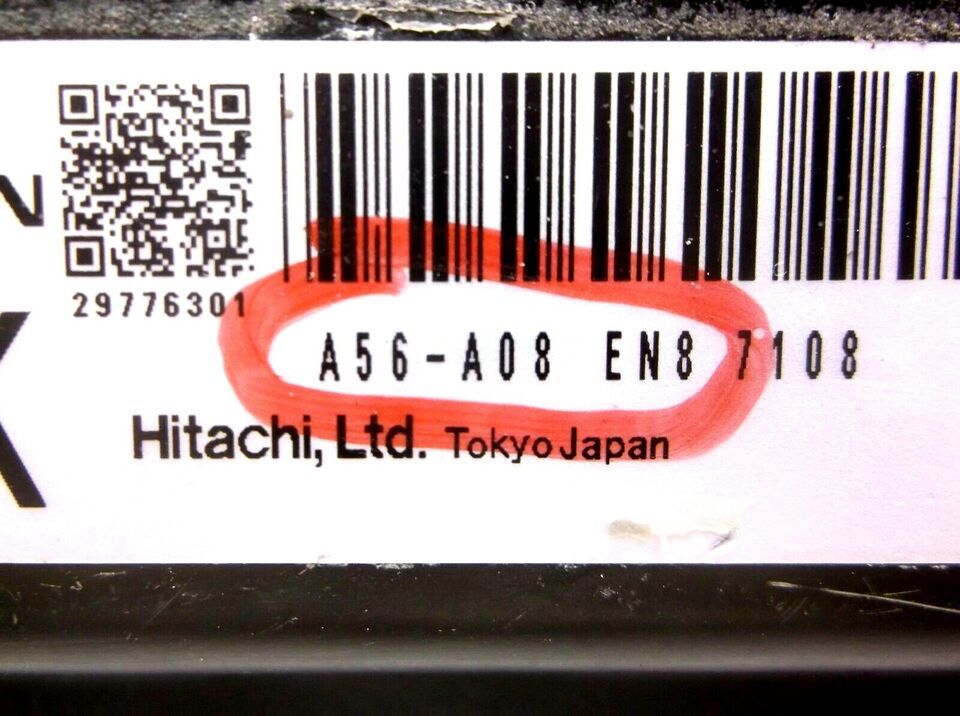 N
29776301
A56-A08 EN8 7108
Hitachi, Ltd. Tokyo Japan